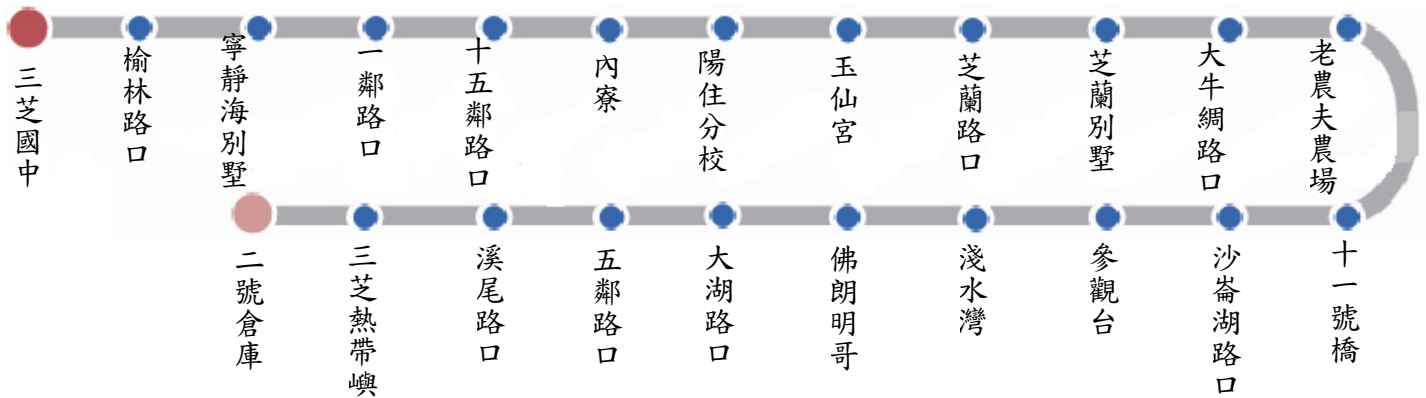 三芝國中
榆林路口
寧靜海別墅
一鄰路口
十五鄰路口
內寮
陽住分校
玉仙宮
芝蘭路口
芝蘭別墅
大牛綢路口
老農夫農場
十一號橋
沙崙湖路口
參觀台
淺水灣
佛朗明哥
大湖路口
五鄰路口
溪尾路口
三芝熱帶嶼
二號倉庫